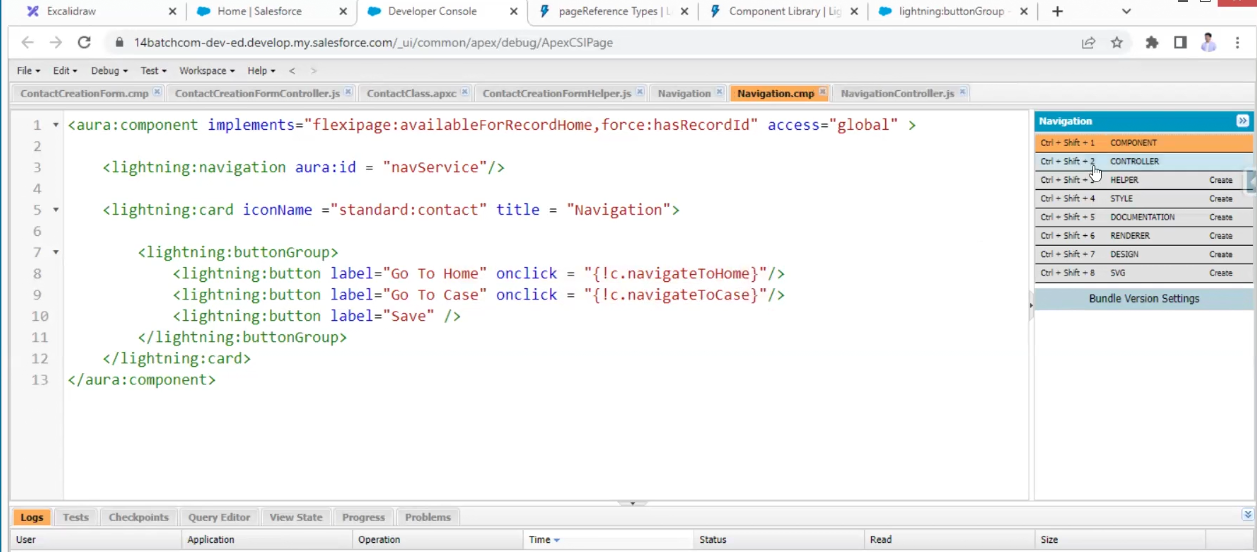 Excalidraw
Home | Salesforce
Developer Console
pageReference Types | L
Component Library | Lig
lightning:buttonGroup
14batchcom-dev-ed.develop.my.salesforce.com/_ui/common/apex/debug/ApexCSIPage
File Edit Debug Test Workspace Help < >
ContactCreationForm.cmp
ContactCreationFormController.js
ContactClass.apxc
ContactCreationFormHelper.js
Navigation
Navigation.cmp
NavigationController.js
1 <aura:component implements="flexipage:availableForRecordHome,force:hasRecordId" access="global" >
2
3 <lightning:navigation aura:id = "navService"/>
4
5 <lightning:card iconName ="standard:contact" title = "Navigation">
6
7 <lightning:buttonGroup>
8 <lightning:button label="Go To Home" onclick = "{!c.navigateToHome}"/>
9 <lightning:button label="Go To Case" onclick = "{!c.navigateToCase}"/>
10 <lightning:button label="Save" />
11 </lightning:buttonGroup>
12 </lightning:card>
13 </aura:component>
Navigation
Ctrl + Shift + 1 COMPONENT
Ctrl + Shift + 2 CONTROLLER
Ctrl + Shift + 3 HELPER Create
Ctrl + Shift + 4 STYLE Create
Ctrl + Shift + 5 DOCUMENTATION Create
Ctrl + Shift + 6 RENDERER Create
Ctrl + Shift + 7 DESIGN Create
Ctrl + Shift + 8 SVG Create
Bundle Version Settings
Logs Tests Checkpoints Query Editor View State Progress Problems
User Application Operation Time Status Read Size